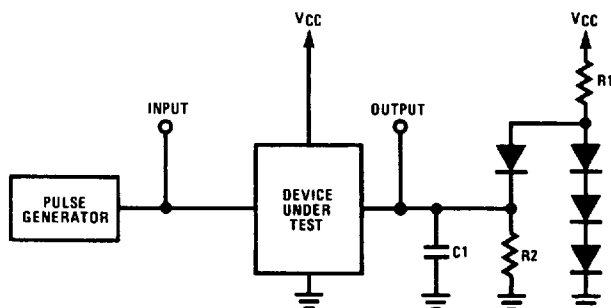 VCC
VCC
R1
INPUT
OUTPUT
PULSE
GENERATOR
DEVICE
UNDER
TEST
C1
R2